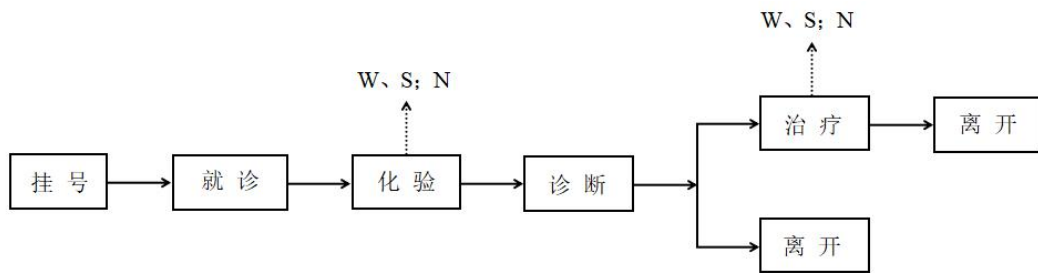 W、S；N
W、S；N
治 疗
离 开
挂 号
就 诊
化 验
诊 断
离 开